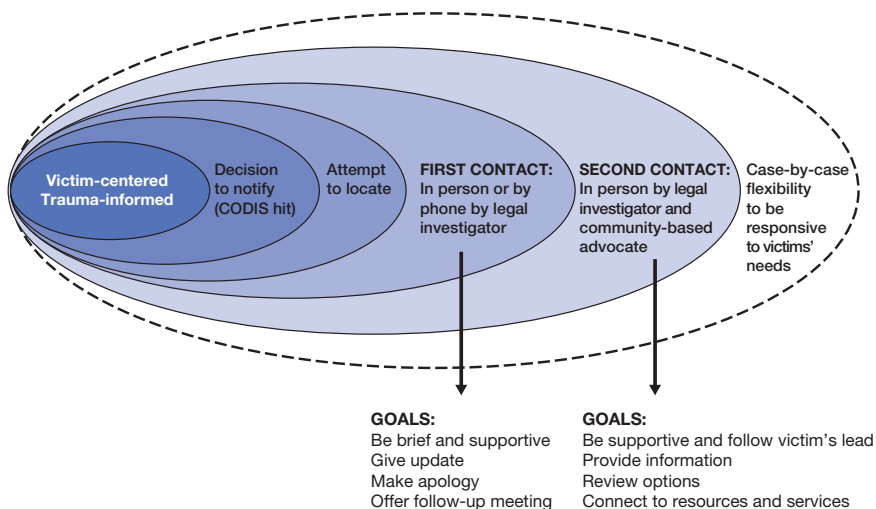 Victim-centered
Trauma-informed
Decision
to notify
(CODIS hit)
Attempt
to locate
FIRST CONTACT:
In person or by
phone by legal
investigator
SECOND CONTACT:
In person by legal
investigator and
community-based
advocate
Case-by-case
flexibility
to be
responsive
to victims'
needs
GOALS:
Be brief and supportive
Give update
Make apology
Offer follow-up meeting
GOALS:
Be supportive and follow victim's lead
Provide information
Review options
Connect to resources and services